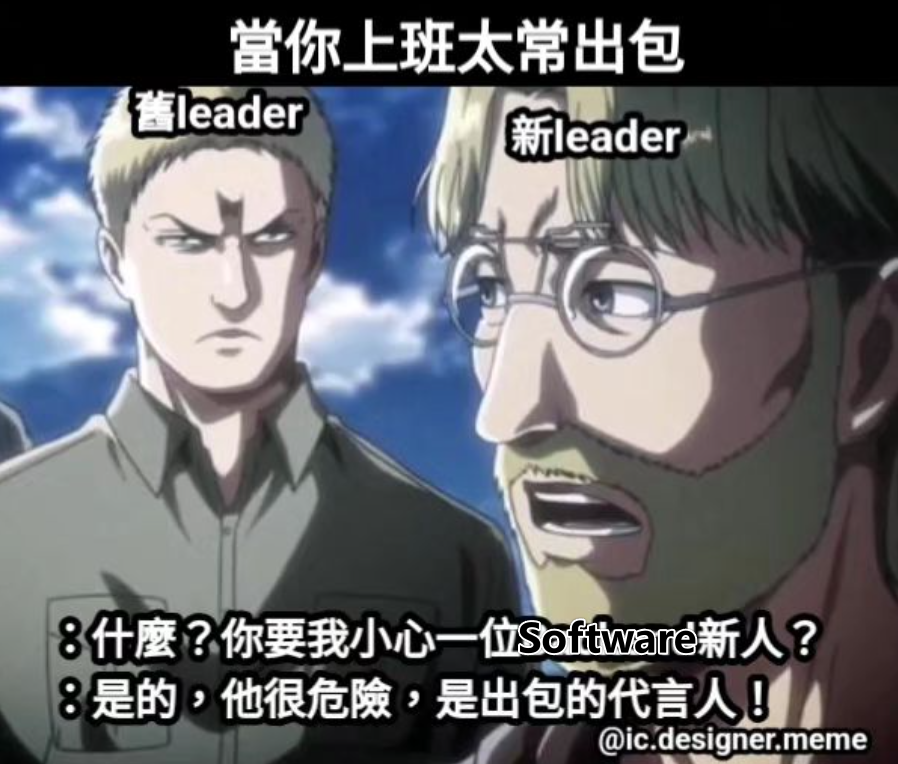 當你上班太常出包
舊leader
新leader
：什麼？你要我小心一位Software新人？
：是的，他很危險，是出包的代言人！
@ic.designer.meme